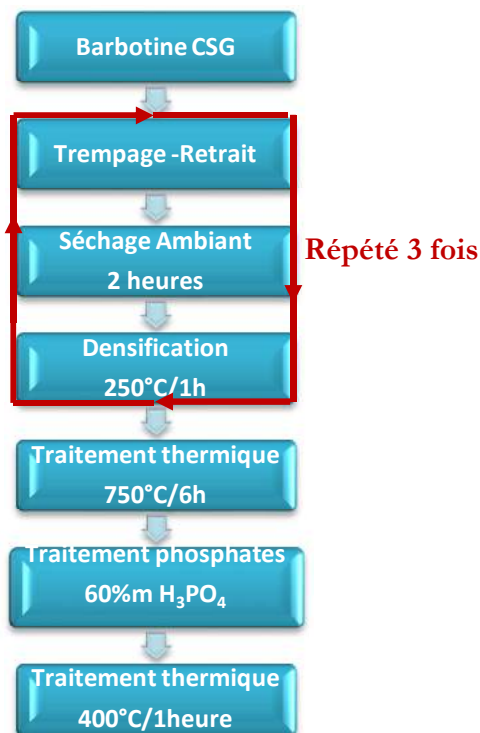 Barbotine CSG
Trempage -Retrait
Séchage Ambiant
2 heures
Répété 3 fois
Densification
250°C/1h
Traitement thermique
750°C/6h
Traitement phosphates
60%m H₃PO₄
Traitement thermique
400°C/1heure